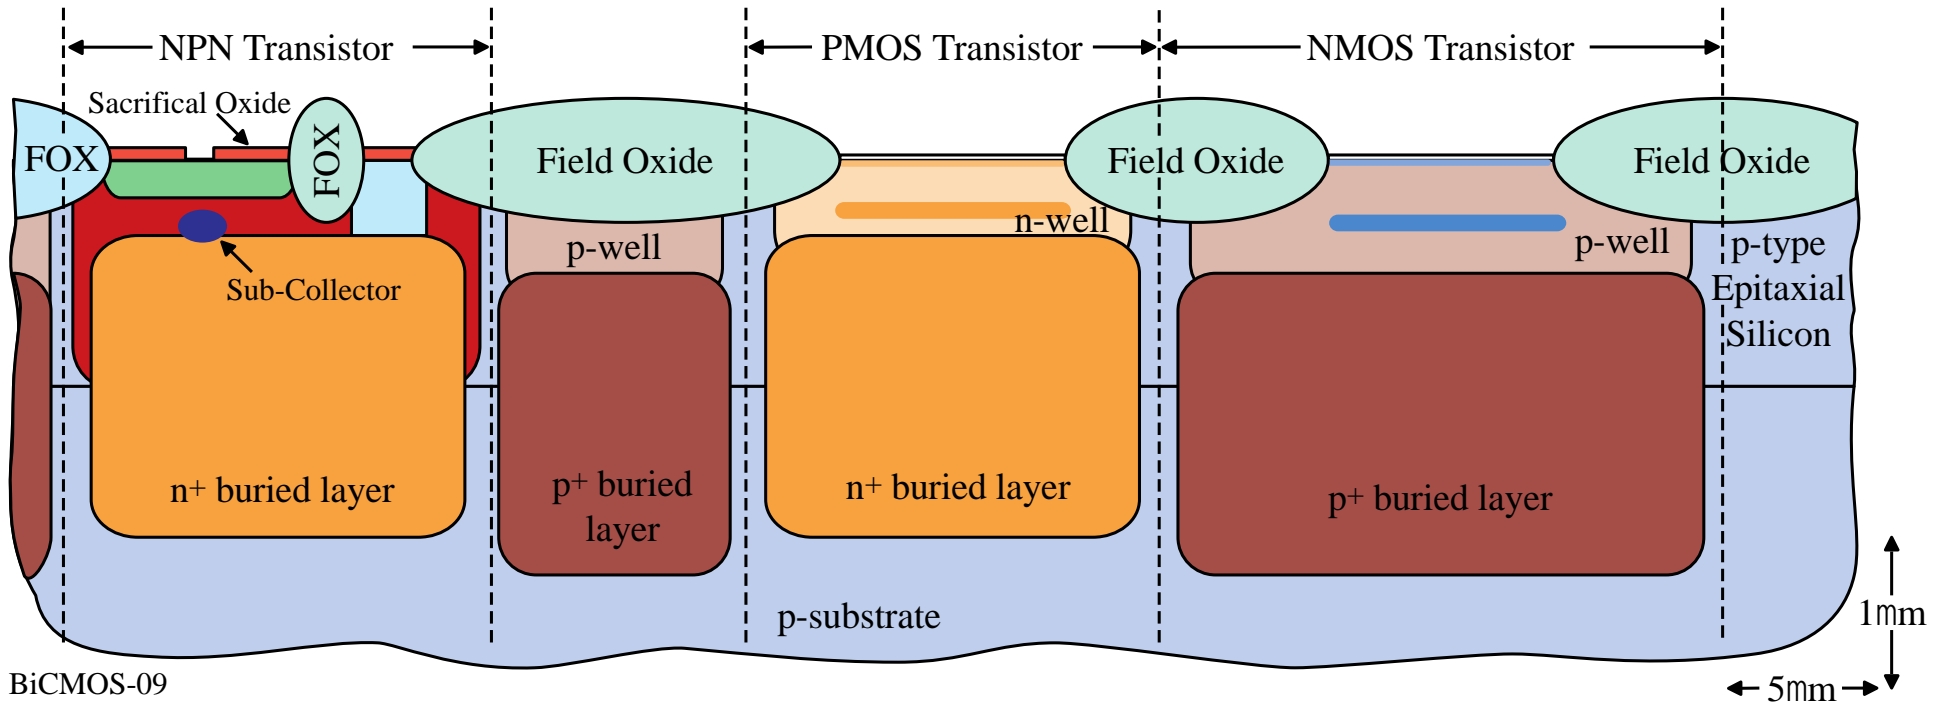 NPN Transistor
PMOS Transistor
NMOS Transistor
Sacrifical Oxide
FOX
FOX
Field Oxide
Field Oxide
Field Oxide
n-well
p-well
p-well
p-type
Epitaxial
Silicon
Sub-Collector
n+ buried layer
p+ buried
layer
n+ buried layer
p+ buried layer
p-substrate
1mm
5mm
BiCMOS-09